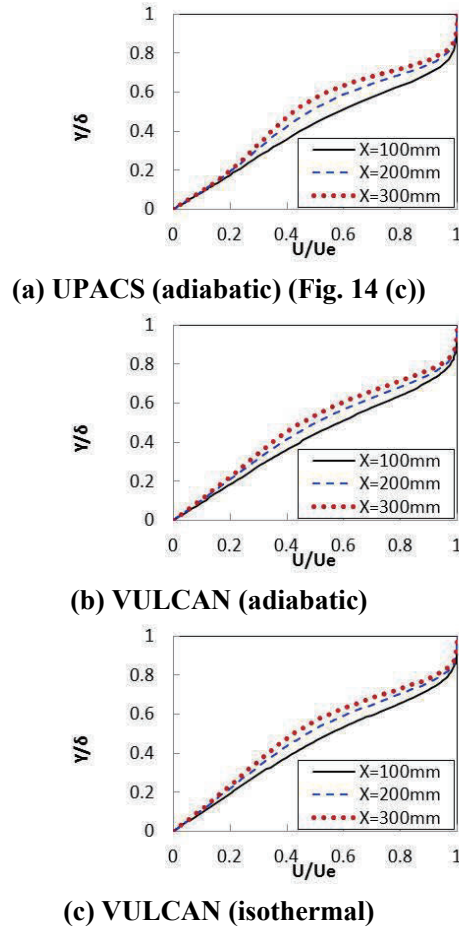 1
0.8
0.6
0.4
0.2
0
Y/δ
X=100mm
X=200mm
X=300mm
0 0.2 0.4 0.6 0.8 1
U/Ue
(a) UPACS (adiabatic) (Fig. 14 (c))
1
0.8
0.6
0.4
0.2
0
Y/δ
X=100mm
X=200mm
X=300mm
0 0.2 0.4 0.6 0.8 1
U/Ue
(b) VULCAN (adiabatic)
1
0.8
0.6
0.4
0.2
0
Y/δ
X=100mm
X=200mm
X=300mm
0 0.2 0.4 0.6 0.8 1
U/Ue
(c) VULCAN (isothermal)